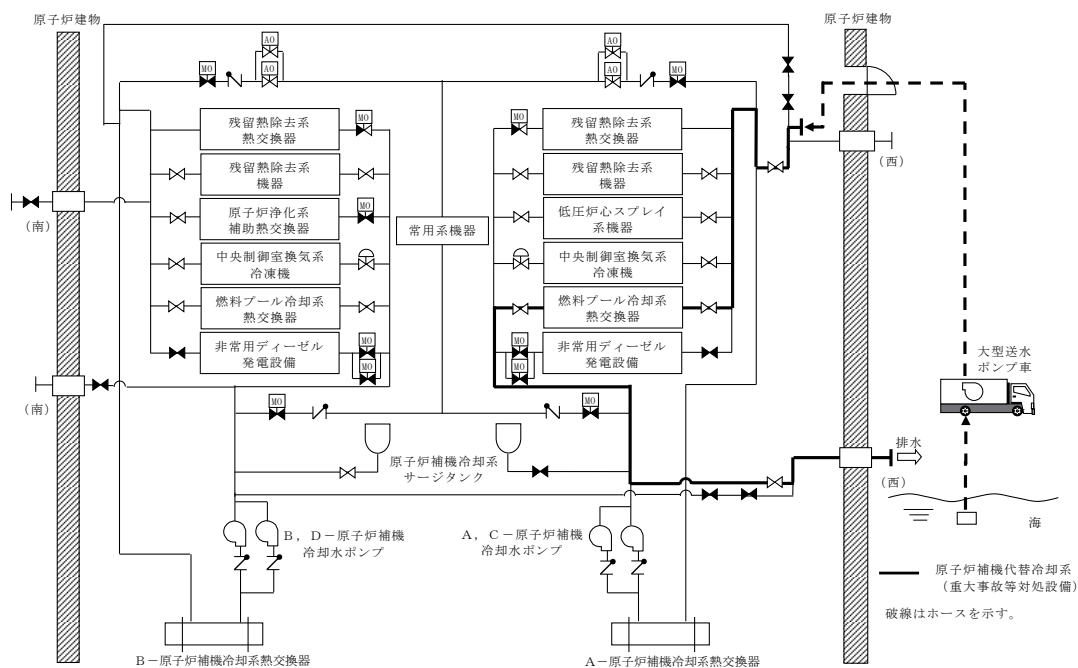 原子炉建物
原子炉建物
AO
AO
MO
AO
AO
MO
残留熱除去系
熱交換器
MO
MO
残留熱除去系
熱交換器
残留熱除去系
機器
残留熱除去系
機器
原子炉浄化系
補助熱交換器
MO
低圧炉心スプレイ
系機器
常用系機器
中央制御室換気系
冷凍機
中央制御室換気系
冷凍機
燃料プール冷却系
熱交換器
燃料プール冷却系
熱交換器
非常用ディーゼル
発電設備
MO
MO
MO
MO
非常用ディーゼル
発電設備
(西)
(南)
(南)
MO
MO
大型送水
ポンプ車
原子炉補機冷却系
サージタンク
排水
(西)
海
B,D-原子炉補機
冷却水ポンプ
A,C-原子炉補機
冷却水ポンプ
原子炉補機代替冷却系
(重大事故等対処設備)
破線はホースを示す。
B-原子炉補機冷却系熱交換器
A-原子炉補機冷却系熱交換器